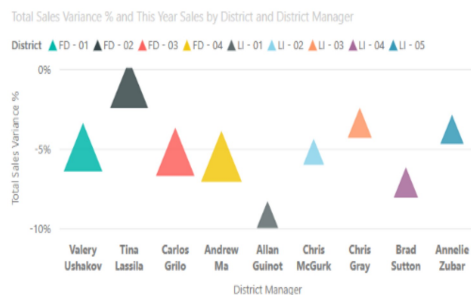 Total Sales Variance % and This Year Sales by District and District Manager
District FD - 01 FD - 02 FD - 03 FD - 04 LI - 01 LI - 02 LI - 03 LI - 04 LI - 05
0%
-5%
-10%
Total Sales Variance %
Valery Ushakov
Tina Lassila
Carlos Grilo
Andrew Ma
Allan Guinot
Chris McGurk
Chris Gray
Brad Sutton
Annelie Zubar
District Manager